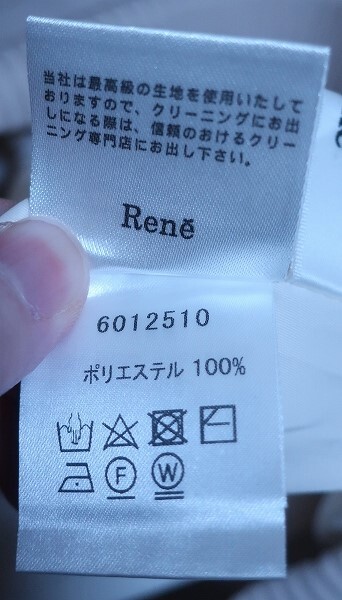 当社は最高級の生地を使用いたして
おりますので、クリーニングにお出
しになる際は、信頼のおけるクリー
ニング専門店にお出し下さい。
René
6012510
ポリエステル 100%
F W